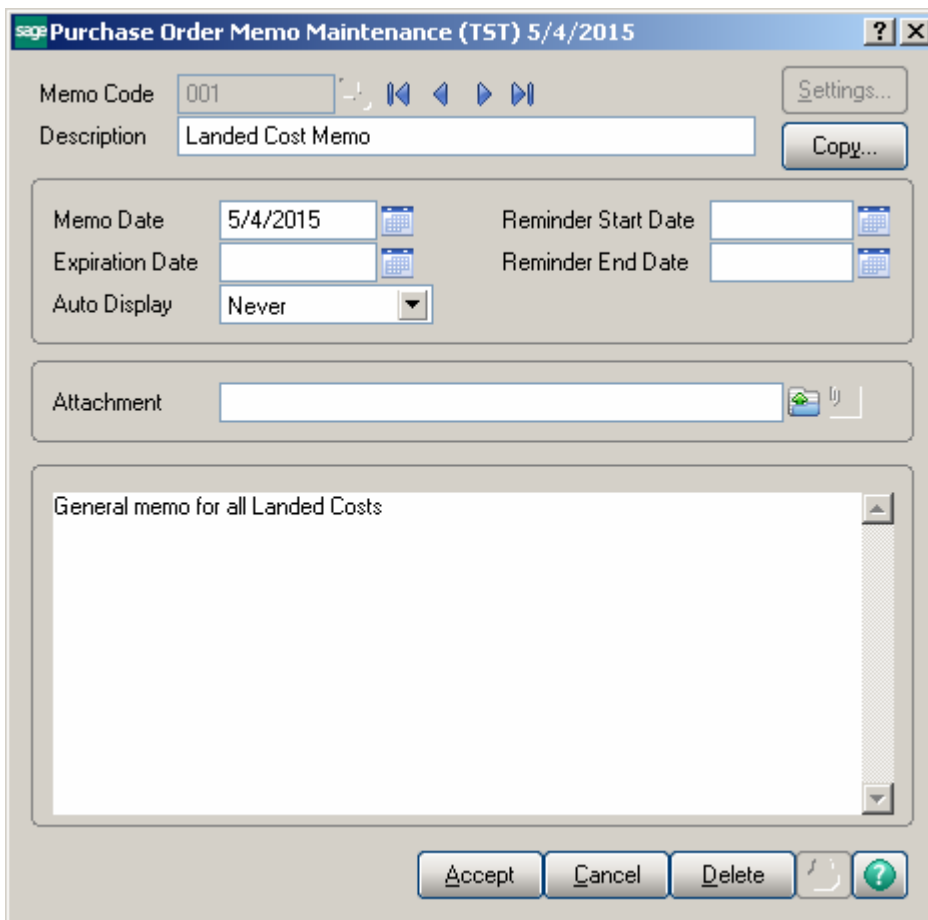 sage Purchase Order Memo Maintenance (TST) 5/4/2015 ?
Memo Code 001 Settings...
Description Landed Cost Memo Copy...
Memo Date 5/4/2015 Reminder Start Date
Expiration Date Reminder End Date
Auto Display Never
Attachment
General memo for all Landed Costs
Accept Cancel Delete ?